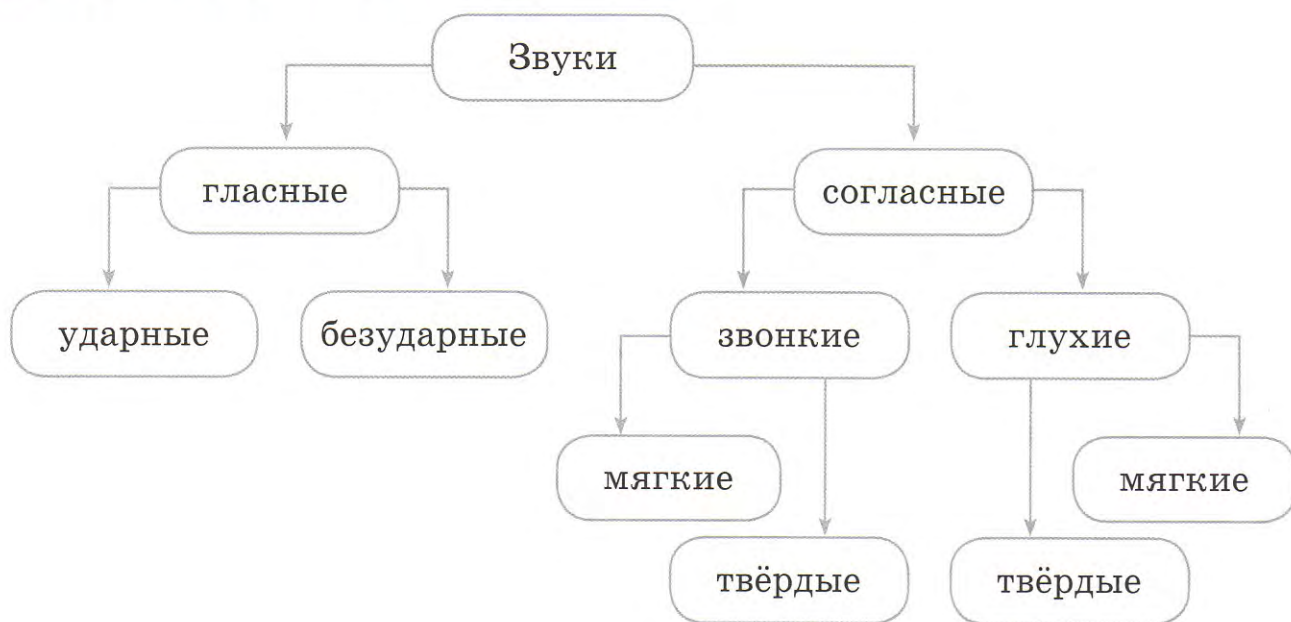 Звуки
гласные
согласные
ударные
безударные
звонкие
глухие
мягкие
мягкие
твёрдые
твёрдые